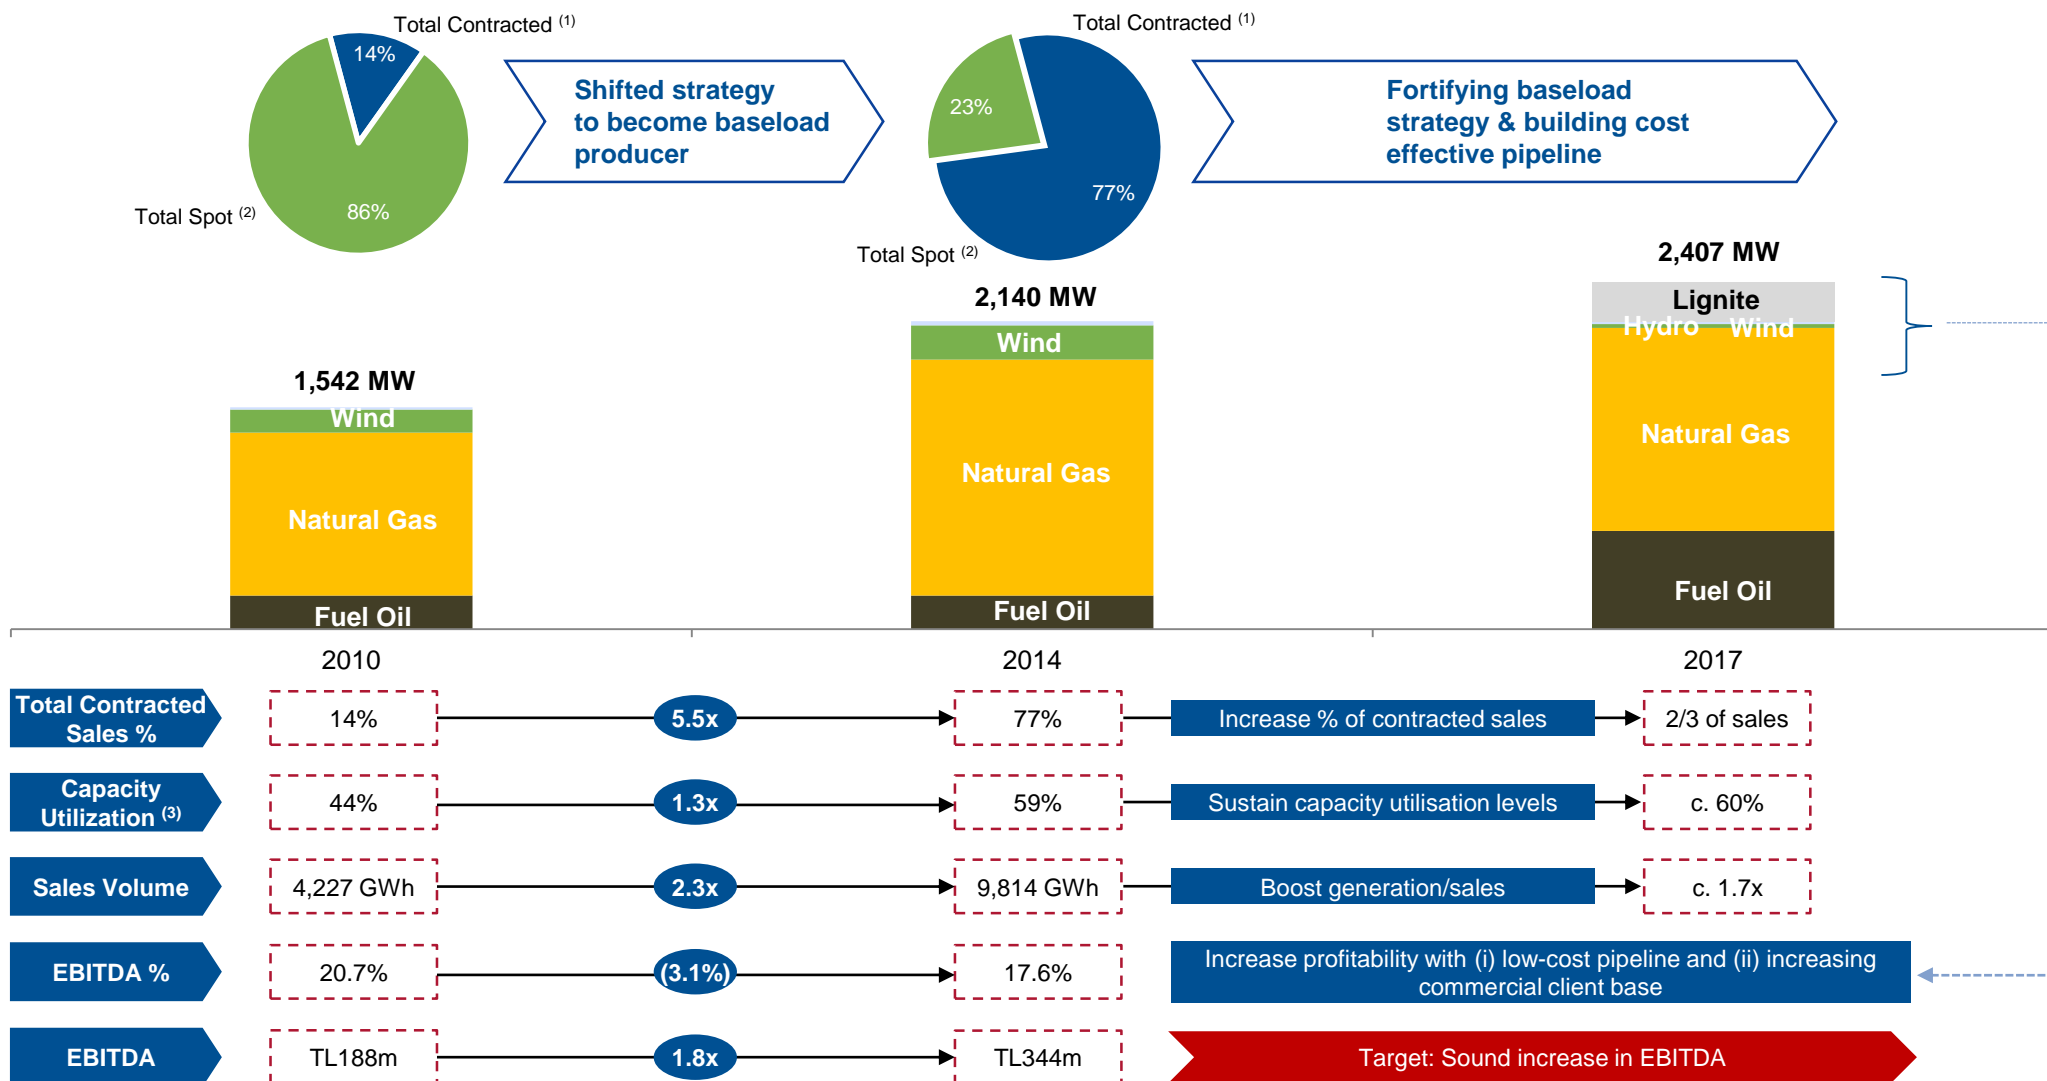 Total Contracted (1)
14%
86%
Total Spot (2)
Shifted strategy
to become baseload
producer
Total Contracted (1)
23%
77%
Total Spot (2)
Fortifying baseload
strategy & building cost
effective pipeline
1,542 MW
Wind
Natural Gas
Fuel Oil
2,140 MW
Wind
Natural Gas
Fuel Oil
2,407 MW
Lignite
Hydro Wind
Natural Gas
Fuel Oil
2010 2014 2017
Total Contracted
Sales %
14% 5.5x 77% Increase % of contracted sales 2/3 of sales
Capacity
Utilization (3)
44% 1.3x 59% Sustain capacity utilisation levels c. 60%
Sales Volume 4,227 GWh 2.3x 9,814 GWh Boost generation/sales c. 1.7x
EBITDA % 20.7% (3.1%) 17.6%
Increase profitability with (i) low-cost pipeline and (ii) increasing
commercial client base
EBITDA TL188m 1.8x TL344m Target: Sound increase in EBITDA